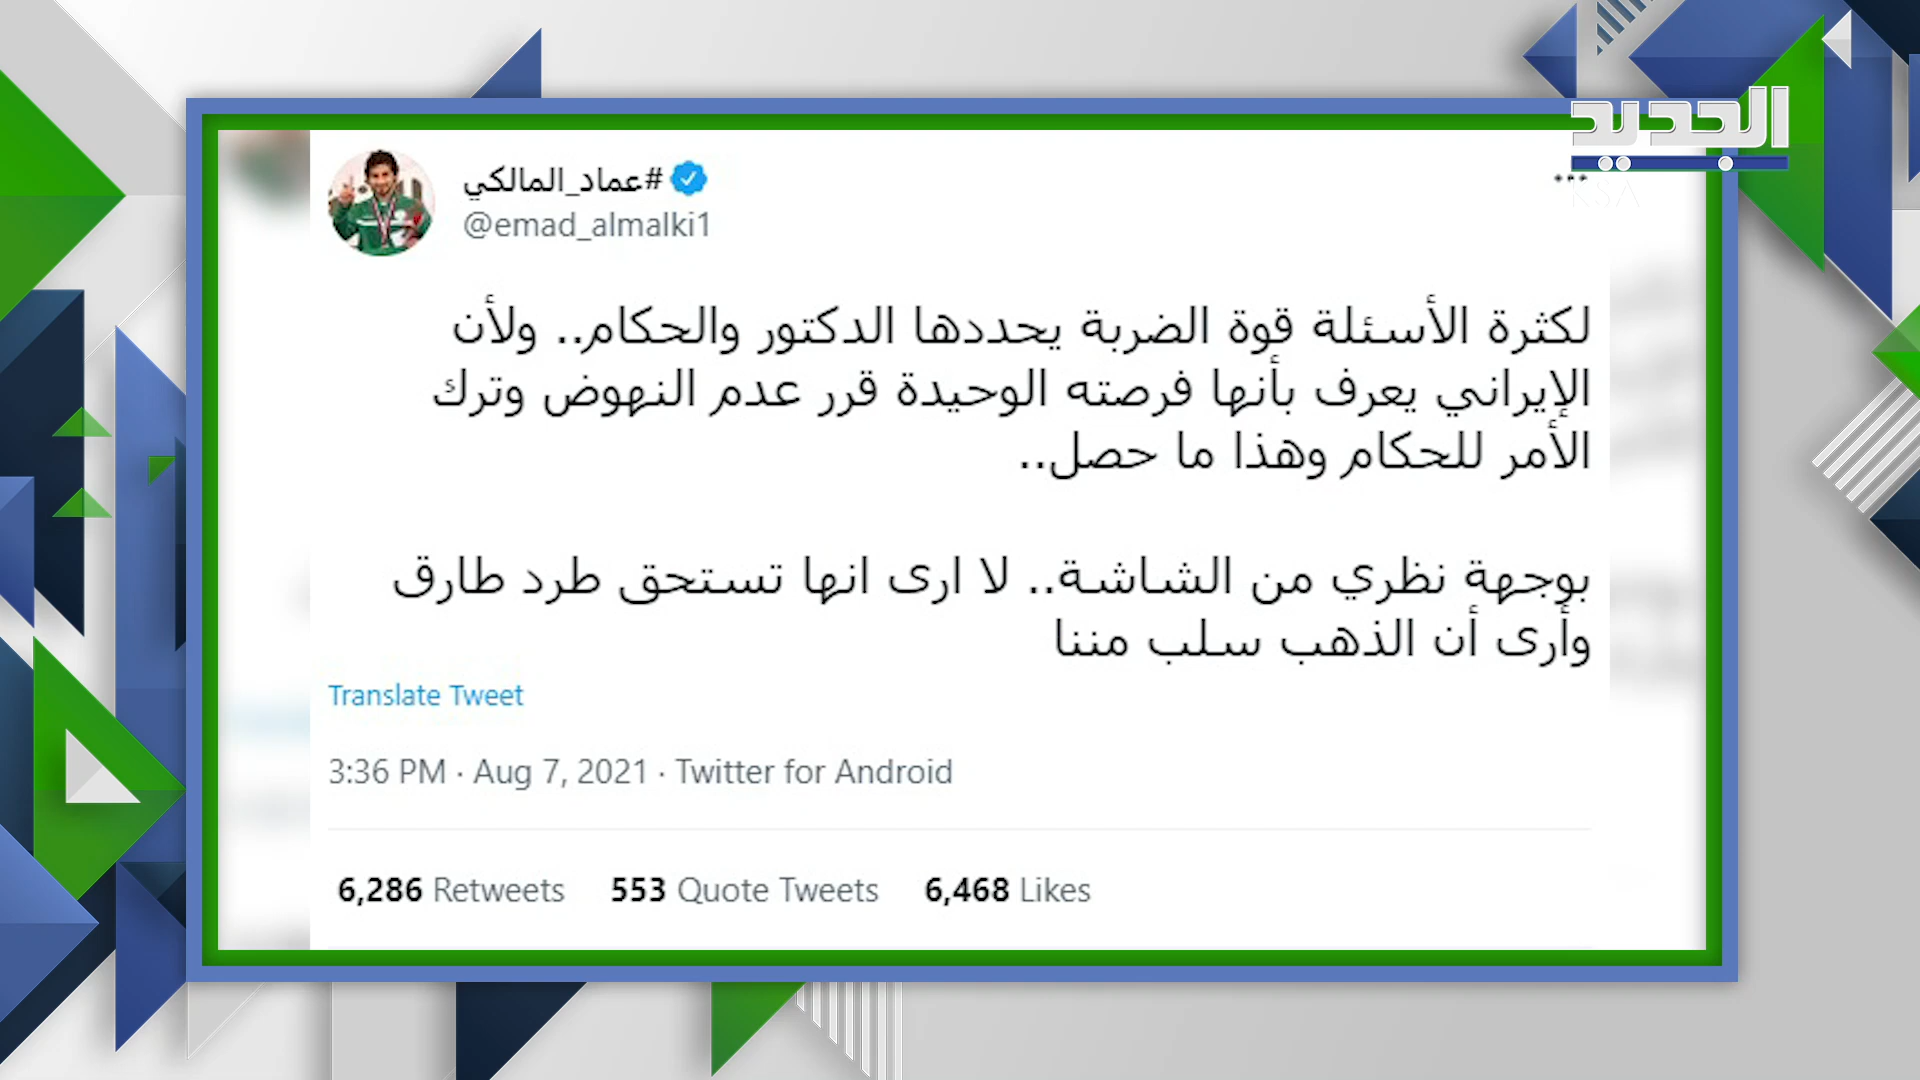 الجديد
KSA
#عماد_المالكي
@emad_almalki1
لكثرة الأسئلة قوة الضربة يحددها الدكتور والحكام.. ولأن
الإيراني يعرف بأنها فرصته الوحيدة قرر عدم النهوض وترك
الأمر للحكام وهذا ما حصل..
بوجهة نظري من الشاشة.. لا ارى انها تستحق طرد طارق
وأرى أن الذهب سلب مننا
Translate Tweet
3:36 PM · Aug 7, 2021 · Twitter for Android
6,286 Retweets 553 Quote Tweets 6,468 Likes